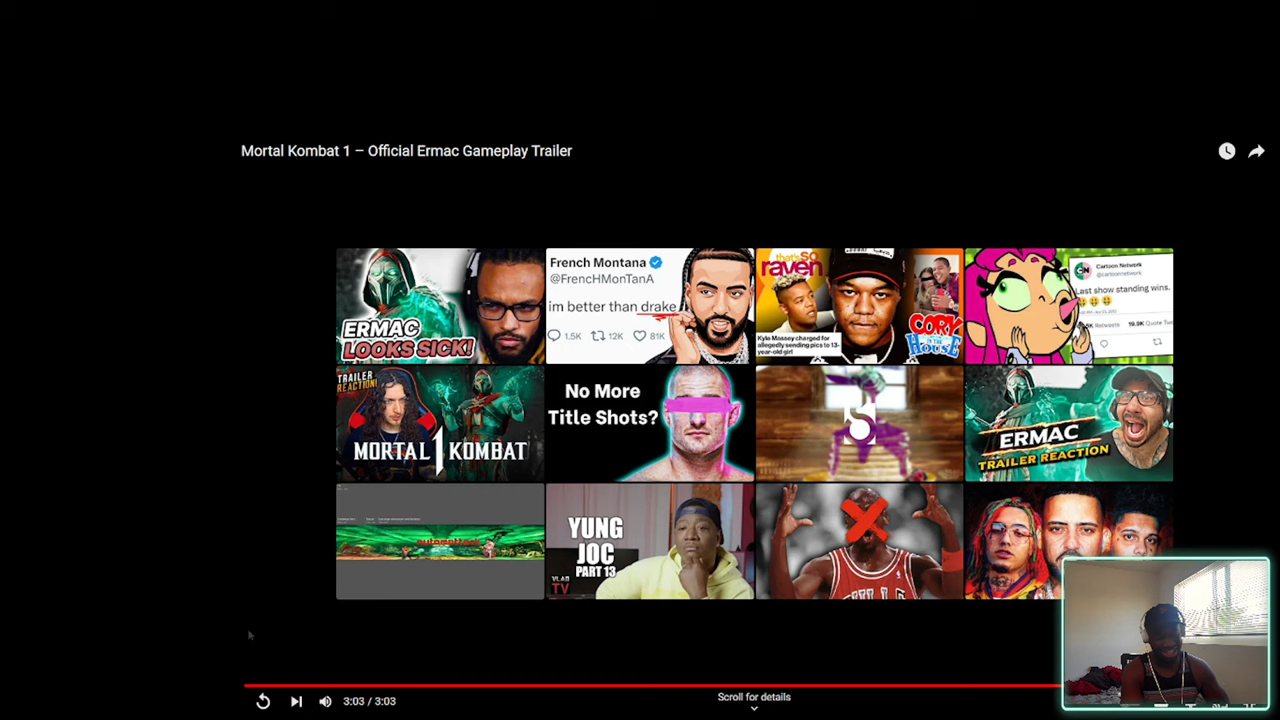 Mortal Kombat 1 – Official Ermac Gameplay Trailer
ERMAC
LOOKS SICK!
French Montana
@FrencHMonTanA
im better than drake
1.5K 12K 81K
that's SO
raven
Kyle Massey charged for
allegedly sending pics to 13-
year-old girl
CORY
IN THE
HOUSE
Cartoon Network
@cartoonnetwork
Last show standing wins.
TRAILER
REACTION!
MORTAL 1 KOMBAT
No More
Title Shots?
S
ERMAC
TRAILER REACTION
YUNG
JOC
PART 13
VLAD
TV
3:03 / 3:03
Scroll for details